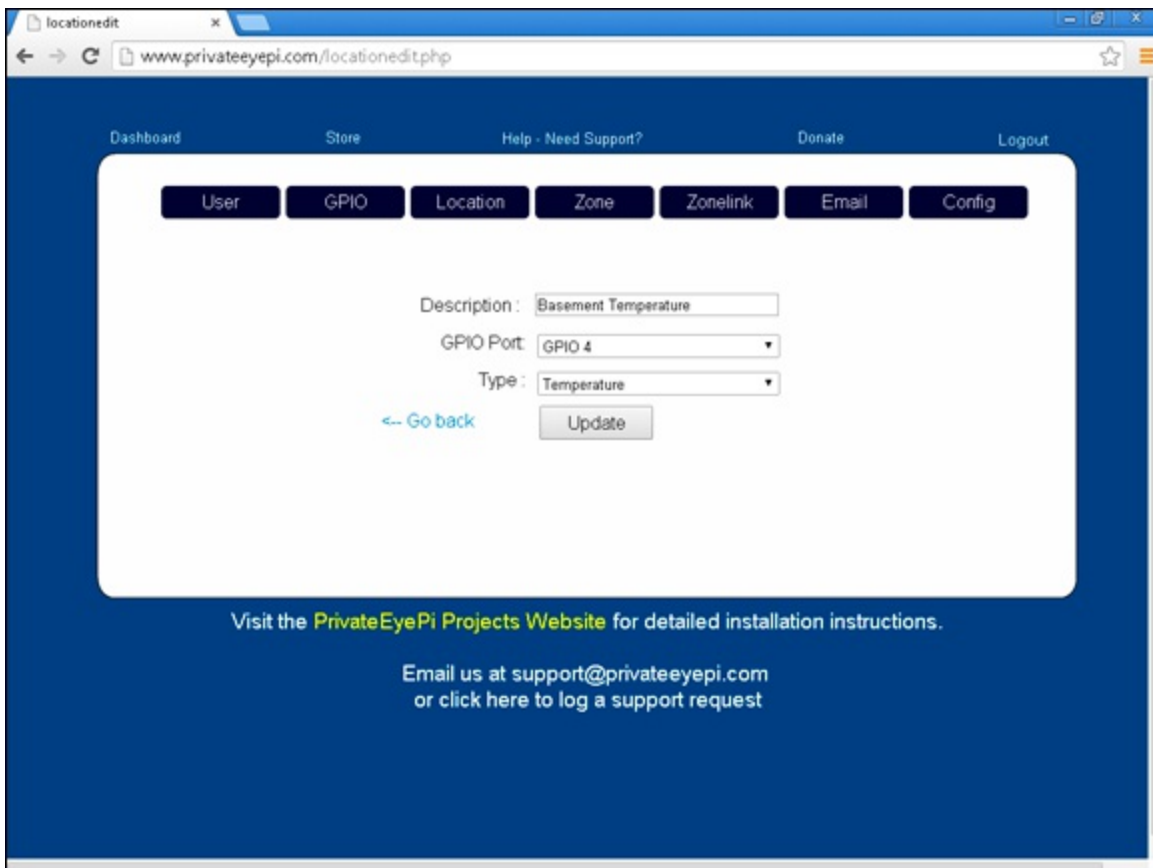 locationedit
www.privateeyepi.com/locationedit.php
Dashboard Store Help - Need Support? Donate Logout
User GPIO Location Zone Zonelink Email Config
Description : Basement Temperature
GPIO Port: GPIO 4
Type : Temperature
<-- Go back Update
Visit the PrivateEyePi Projects Website for detailed installation instructions.
Email us at support@privateeyepi.com
or click here to log a support request